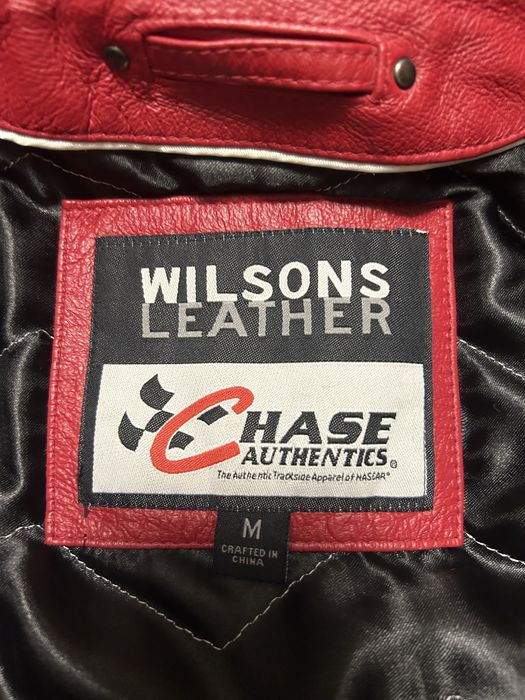 WILSONS
LEATHER
CHASE
AUTHENTICS®
The Authentic Trackside Apparel of NASCAR®
M
CRAFTED IN
CHINA